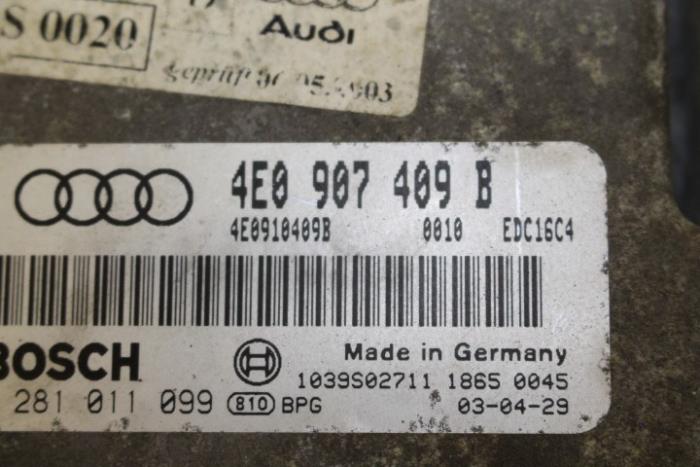 S 0020
Audi
geprüft
4E0 907 409 B
4E0910409B 0010 EDC16C4
BOSCH Made in Germany
1039S02711 1865 0045
281 011 099 810 BPG 03-04-29